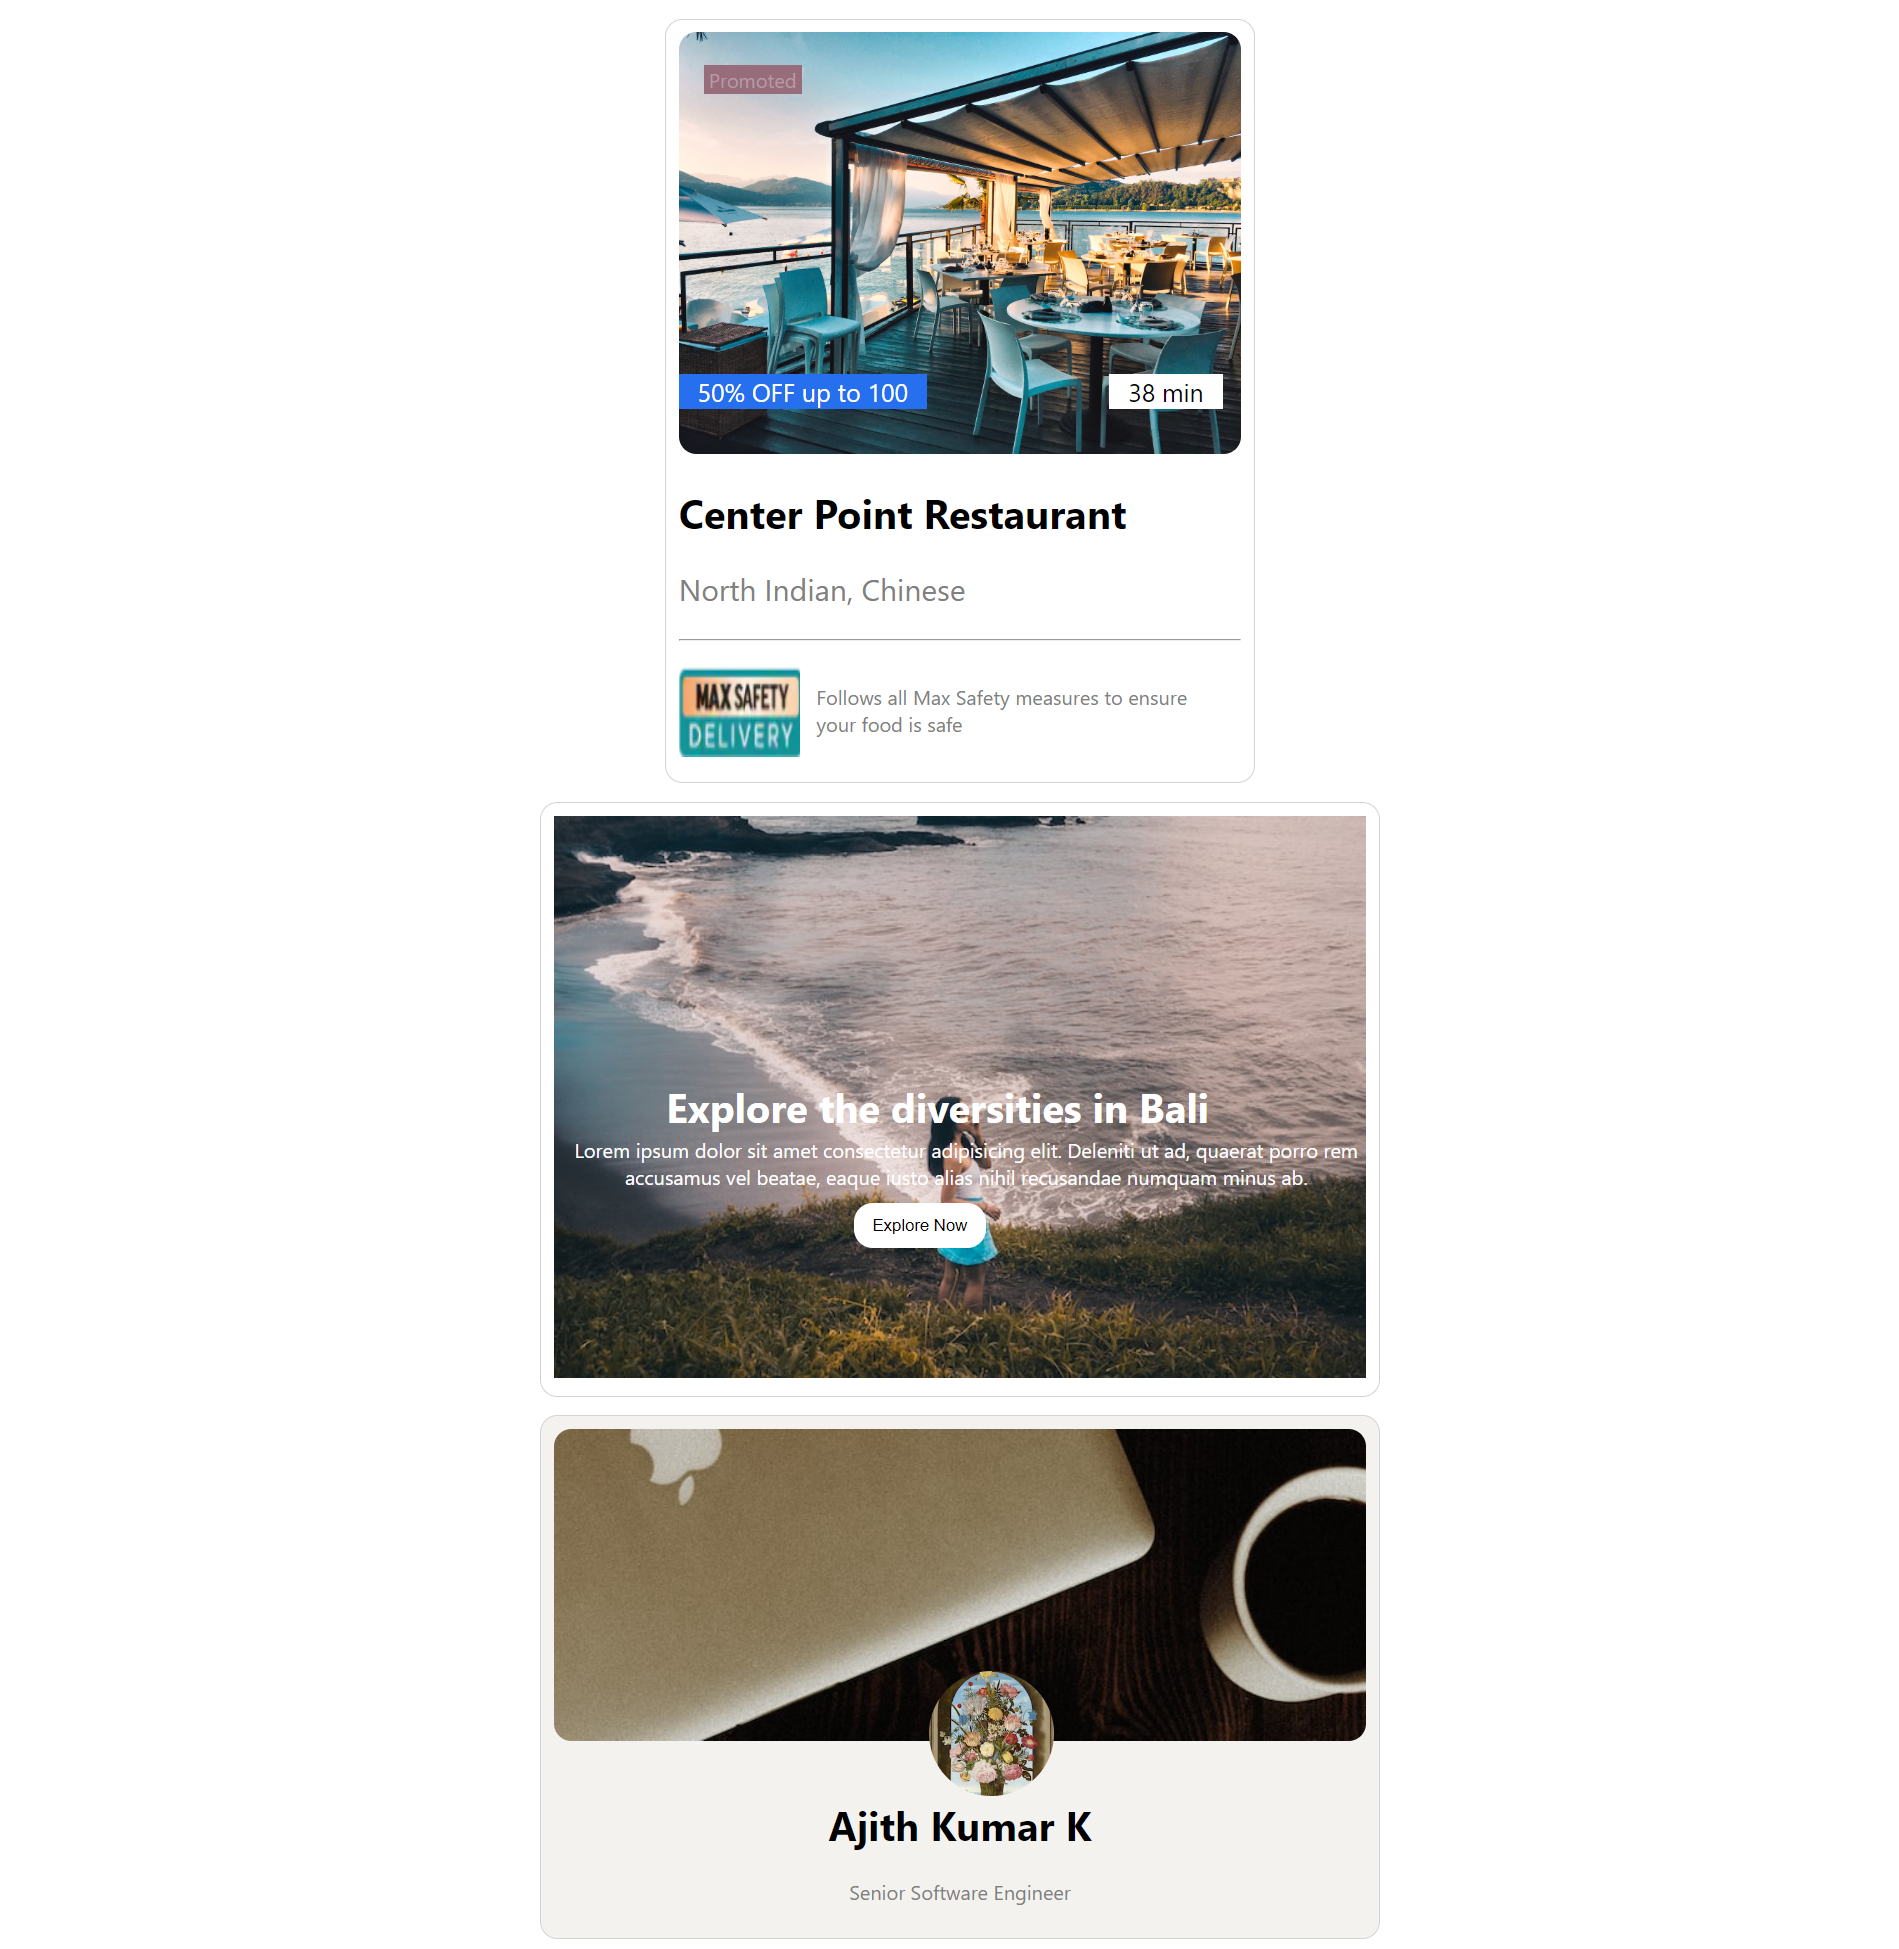 Promoted
50% OFF up to 100
38 min
Center Point Restaurant
North Indian, Chinese
MAX SAFETY
DELIVERY
Follows all Max Safety measures to ensure
your food is safe
Explore the diversities in Bali
Lorem ipsum dolor sit amet consectetur adipisicing elit. Deleniti ut ad, quaerat porro rem
accusamus vel beatae, eaque iusto alias nihil recusandae numquam minus ab.
Explore Now
Ajith Kumar K
Senior Software Engineer